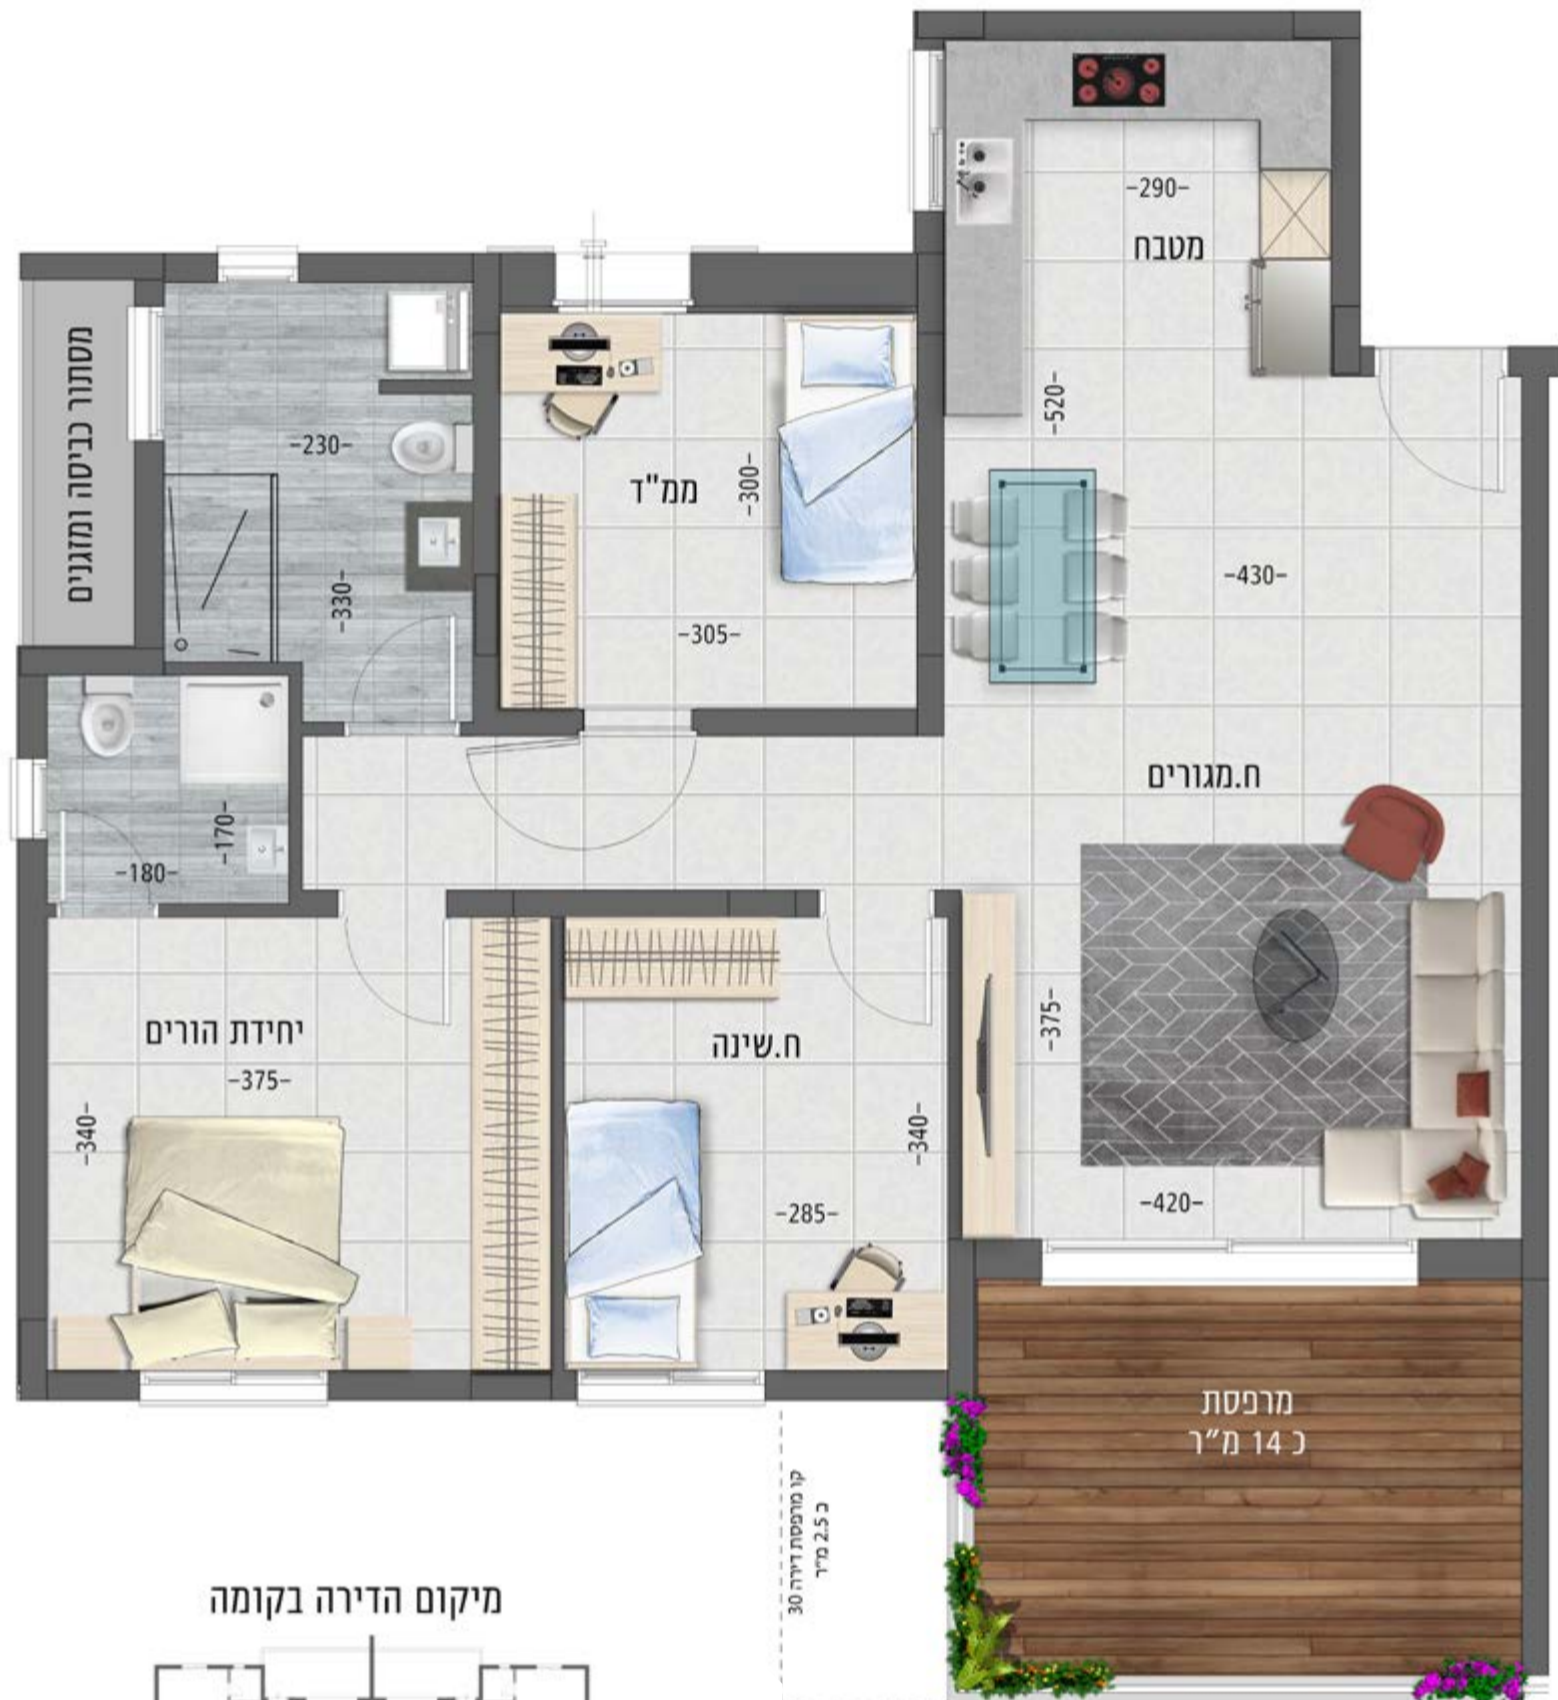 -290-
מטבח
-520-
מסתור כביסה ומזגנים
-230-
-330-
ממ"ד
-300-
-305-
-430-
ח.מגורים
-170-
-180-
יחידת הורים
-375-
-340-
ח.שינה
-340-
-285-
-375-
-420-
מרפסת
כ 14 מ״ר
קו מרפסת דירה 30
כ 2.5 מ״ר
מיקום הדירה בקומה